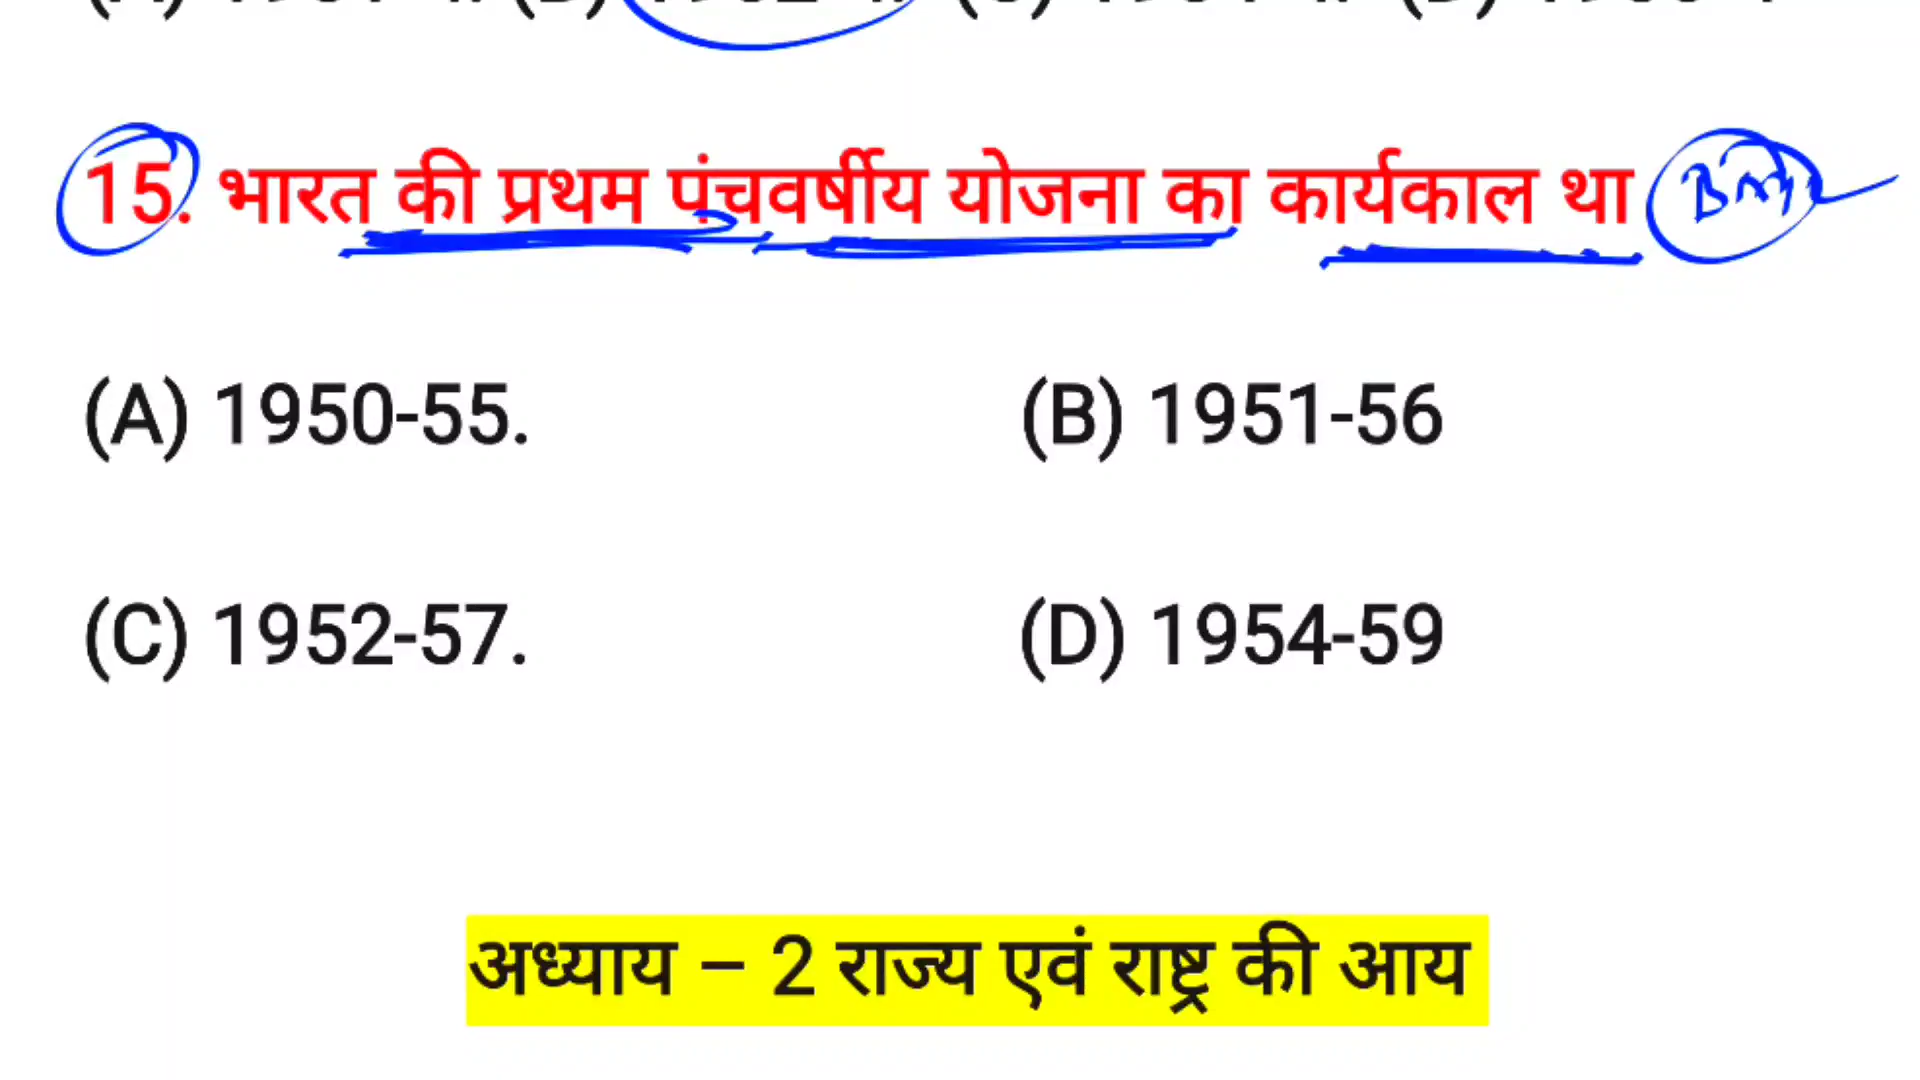 15. भारत की प्रथम पंचवर्षीय योजना का कार्यकाल था
(A) 1950-55. (B) 1951-56
(C) 1952-57. (D) 1954-59
अध्याय – 2 राज्य एवं राष्ट्र की आय